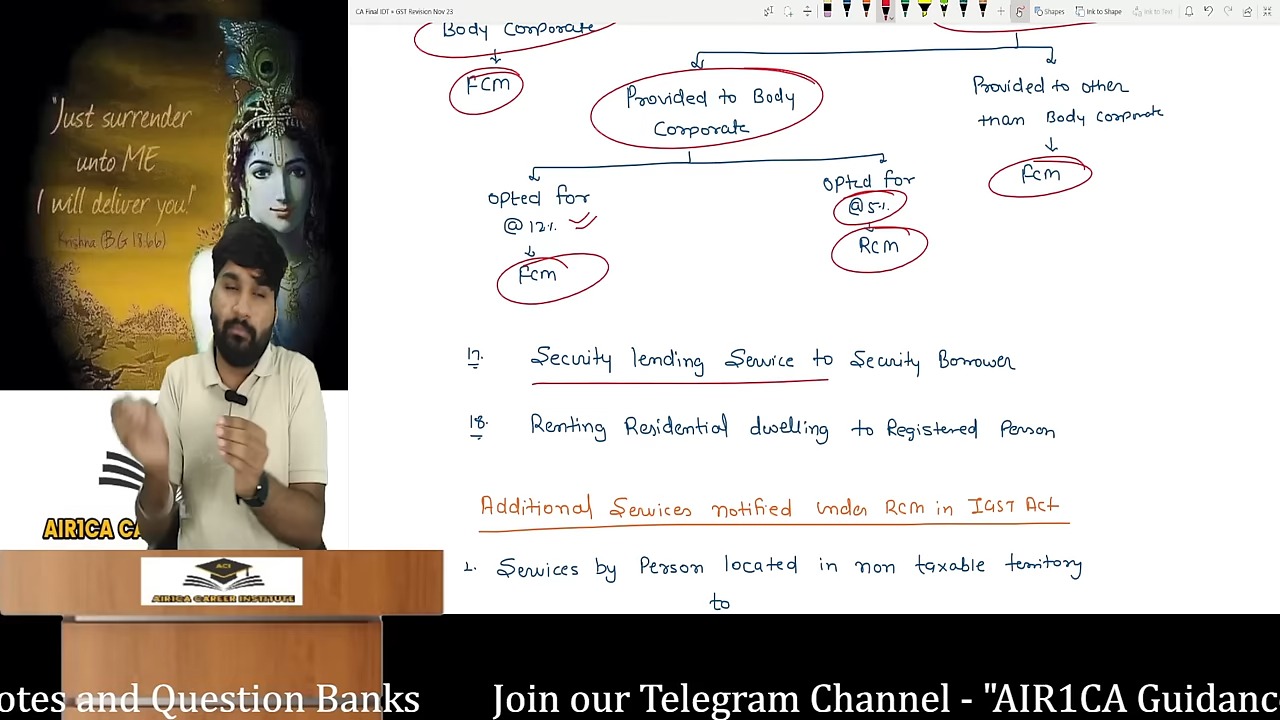 CA Final IDT + GST Revision Nov 23
Shapes
Ink to Shape
Ink to Text
"Just surrender
unto ME
I will deliver you."
Krishna (BG 18:66)
Body Corporate
FCM
Provided to Body
Corporate
Provided to other
than Body Corporate
FCM
Opted for
@ 12%
FCM
Opted for
@ 5%
RCM
17. Security lending Service to Security Borrower
18. Renting Residential dwelling to Registered Person
Additional Services notified under RCM in IGST Act
1. Services by Person located in non taxable territory
to
AIR1CA CA
ACI
AIR1CA CAREER INSTITUTE
otes and Question Banks
Join our Telegram Channel - "AIR1CA Guidanc